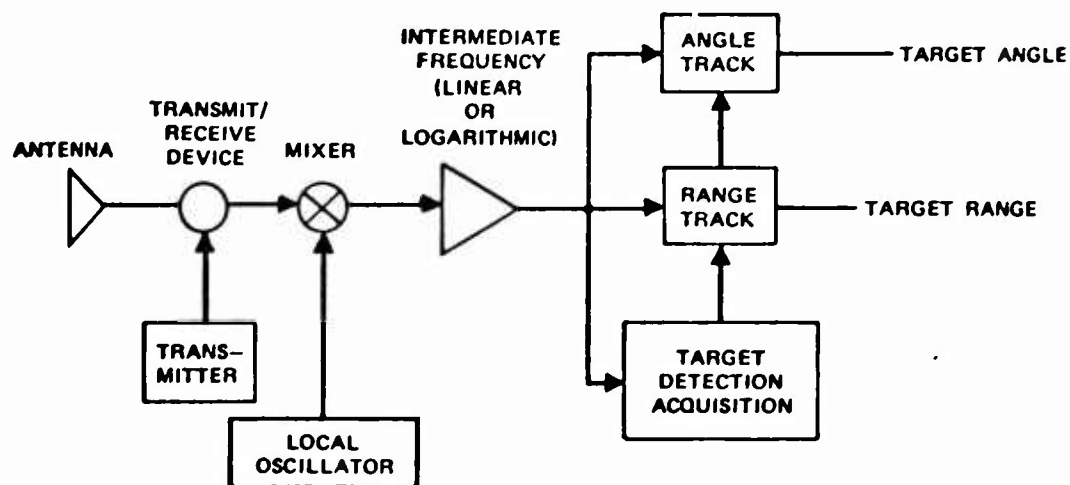 INTERMEDIATE
FREQUENCY
(LINEAR
OR
LOGARITHMIC)
ANGLE
TRACK
TARGET ANGLE
TRANSMIT/
RECEIVE
DEVICE
ANTENNA
MIXER
RANGE
TRACK
TARGET RANGE
TRANS-
MITTER
TARGET
DETECTION
ACQUISITION
LOCAL
OSCILLATOR